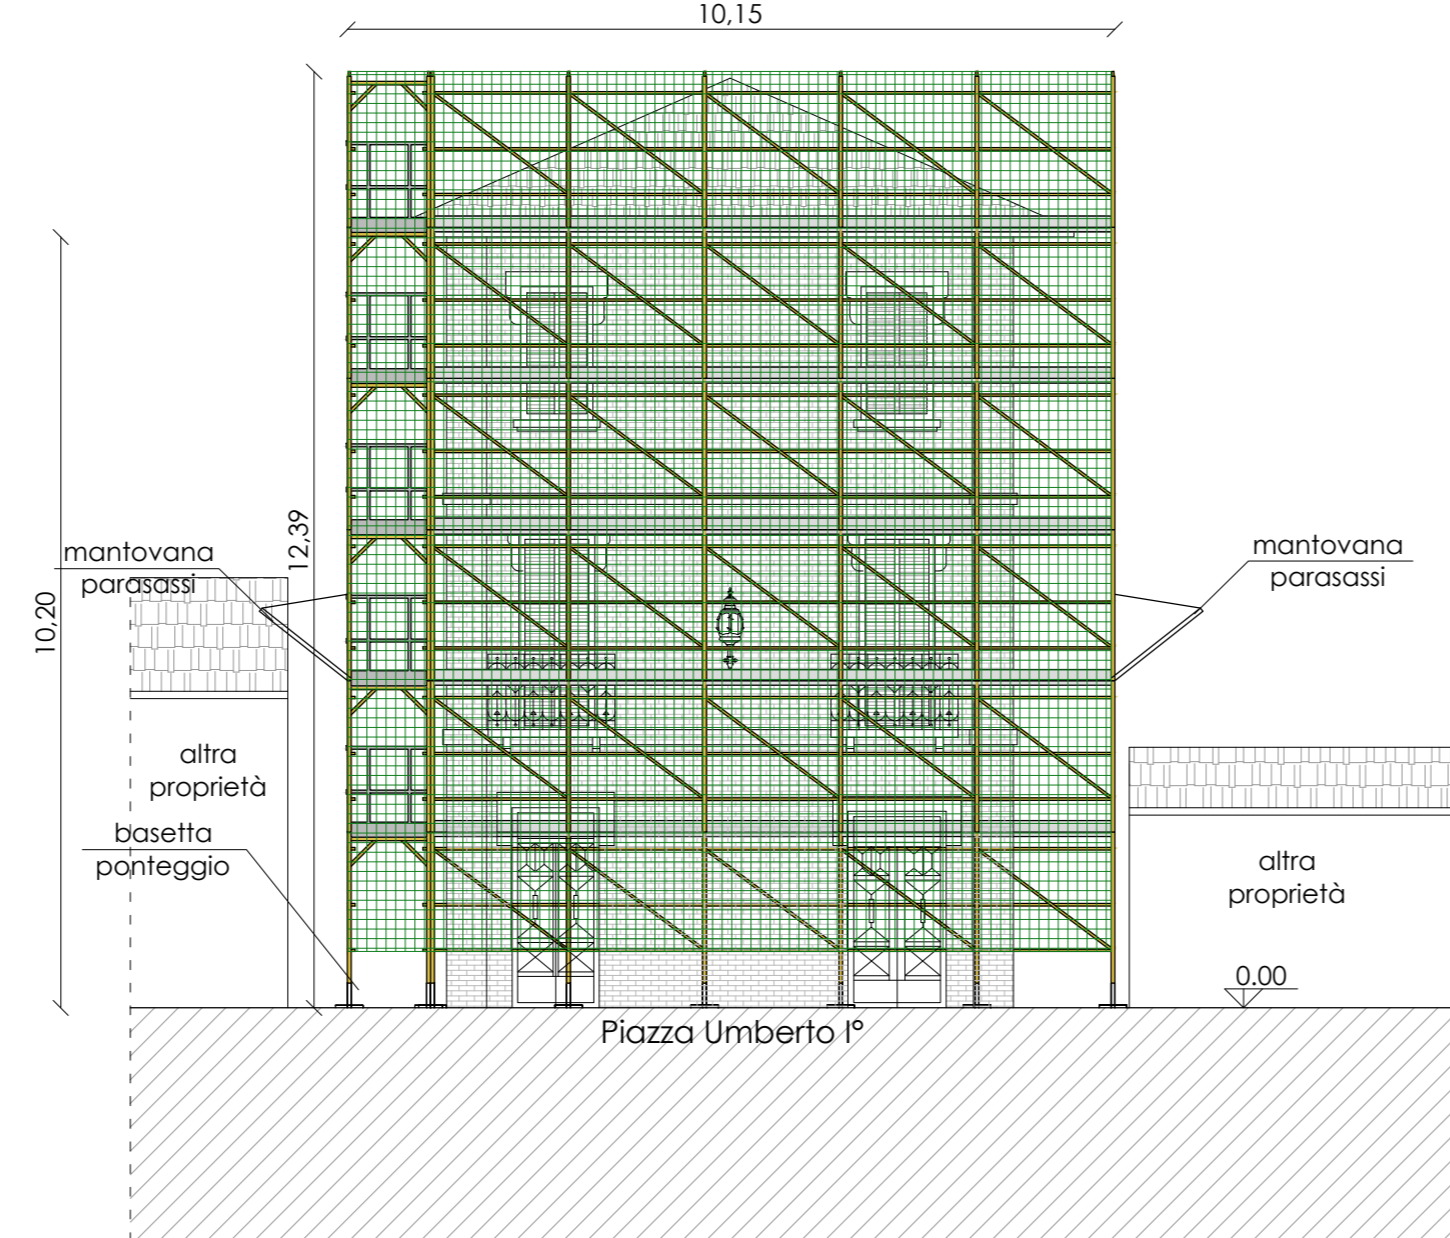 10,15
12,39
10,20
mantovana
parasassi
mantovana
parasassi
altra
proprietà
basetta
ponteggio
altra
proprietà
0.00
Piazza Umberto I°